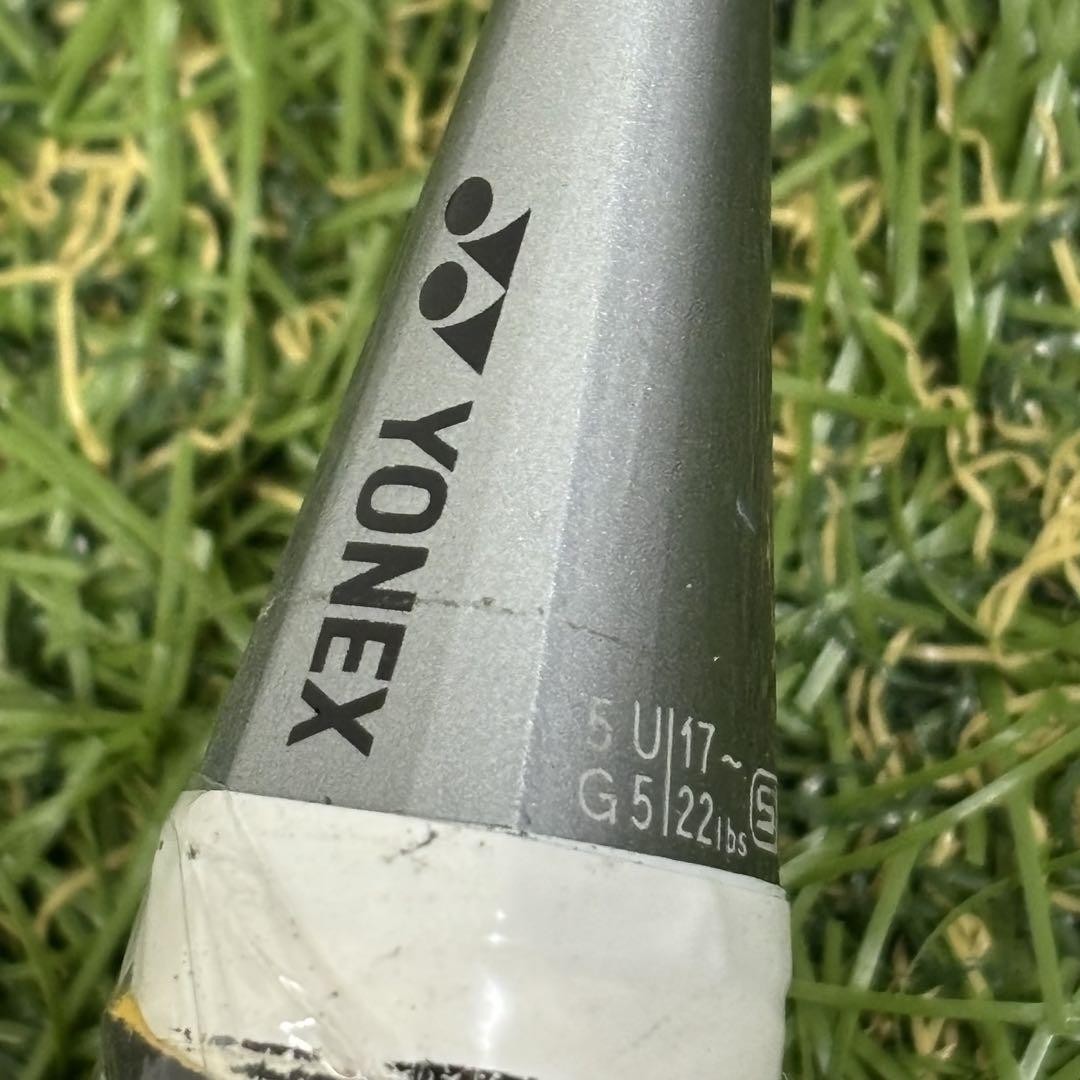 YONEX
5U 17~
G5 22lbs
S